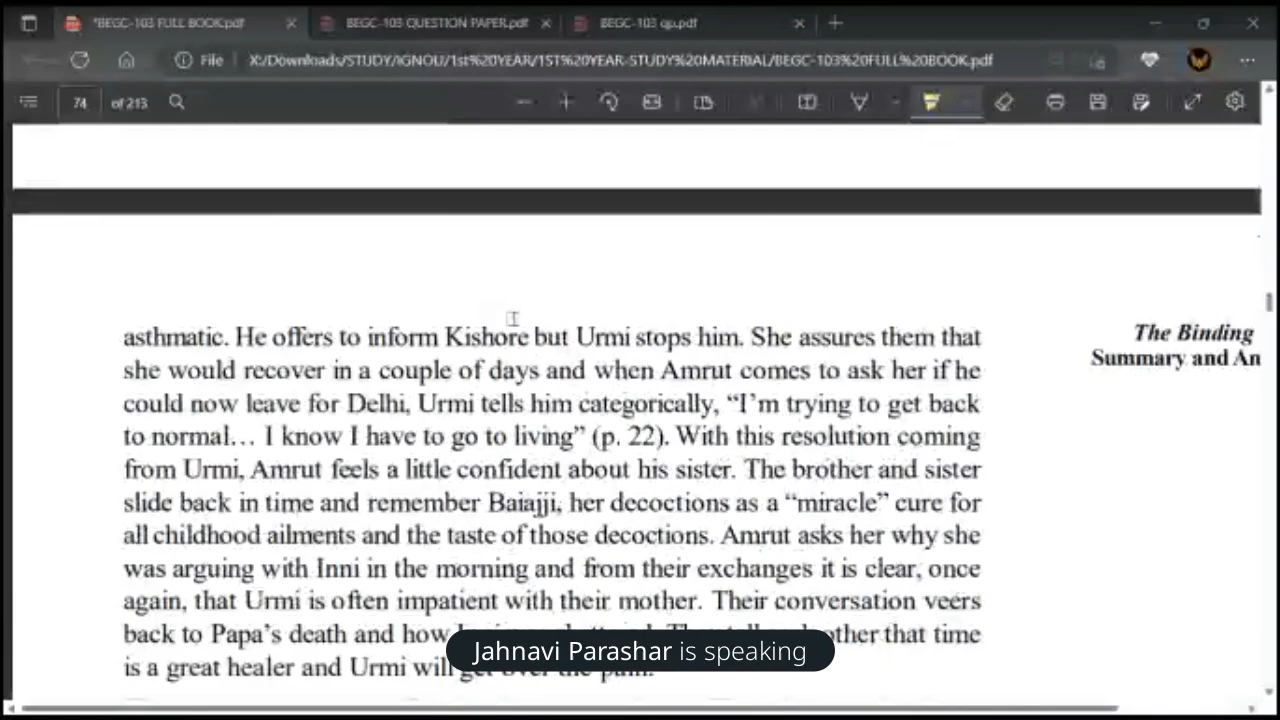 *BEGC-103 FULL BOOK.pdf
BEGC-103 QUESTION PAPER.pdf
BEGC-103 qp.pdf
File
X:/Downloads/STUDY/IGNOU/1st%20YEAR/1ST%20YEAR-STUDY%20MATERIAL/BEGC-103%20FULL%20BOOK.pdf
74 of 213
asthmatic. He offers to inform Kishore but Urmi stops him. She assures them that
she would recover in a couple of days and when Amrut comes to ask her if he
could now leave for Delhi, Urmi tells him categorically, “I’m trying to get back
to normal… I know I have to go to living” (p. 22). With this resolution coming
from Urmi, Amrut feels a little confident about his sister. The brother and sister
slide back in time and remember Baiajji, her decoctions as a “miracle” cure for
all childhood ailments and the taste of those decoctions. Amrut asks her why she
was arguing with Inni in the morning and from their exchanges it is clear, once
again, that Urmi is often impatient with their mother. Their conversation veers
back to Papa’s death and how other that time
is a great healer and Urmi will get over the pain.
The Binding
Summary and An
Jahnavi Parashar is speaking